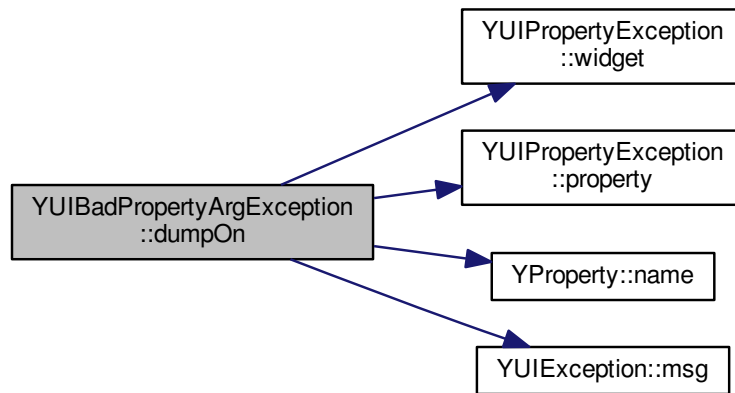 YUIPropertyException
::widget
YUIPropertyException
::property
YUIBadPropertyArgException
::dumpOn
YProperty::name
YUIException::msg